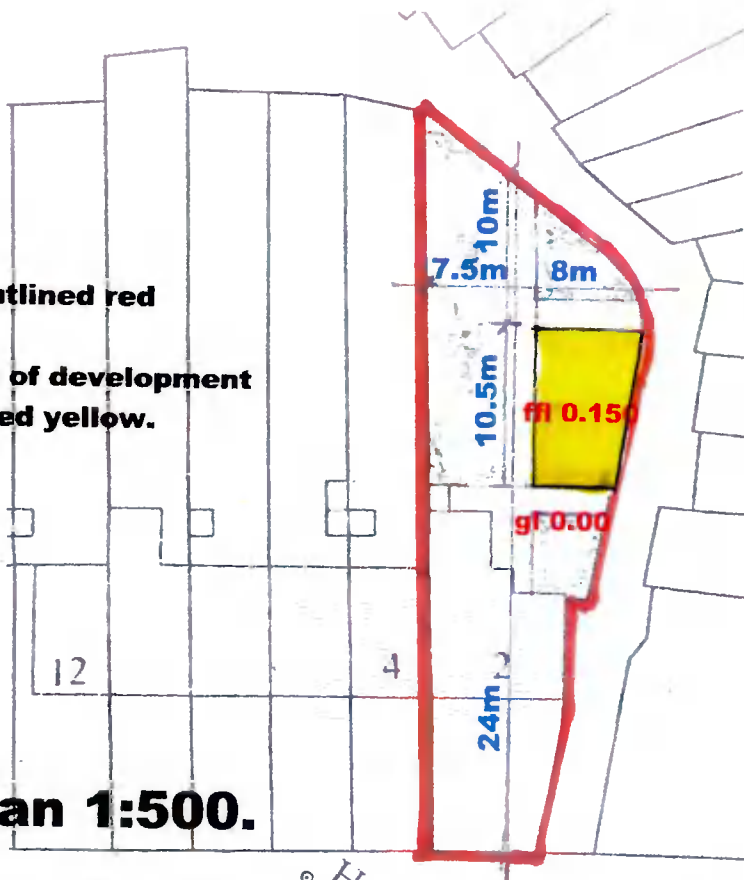 10m
7.5m
8m
utlined red
of development
ed yellow.
10.5m
ffl 0.150
gl 0.00
12
4
2
24m
an 1:500.